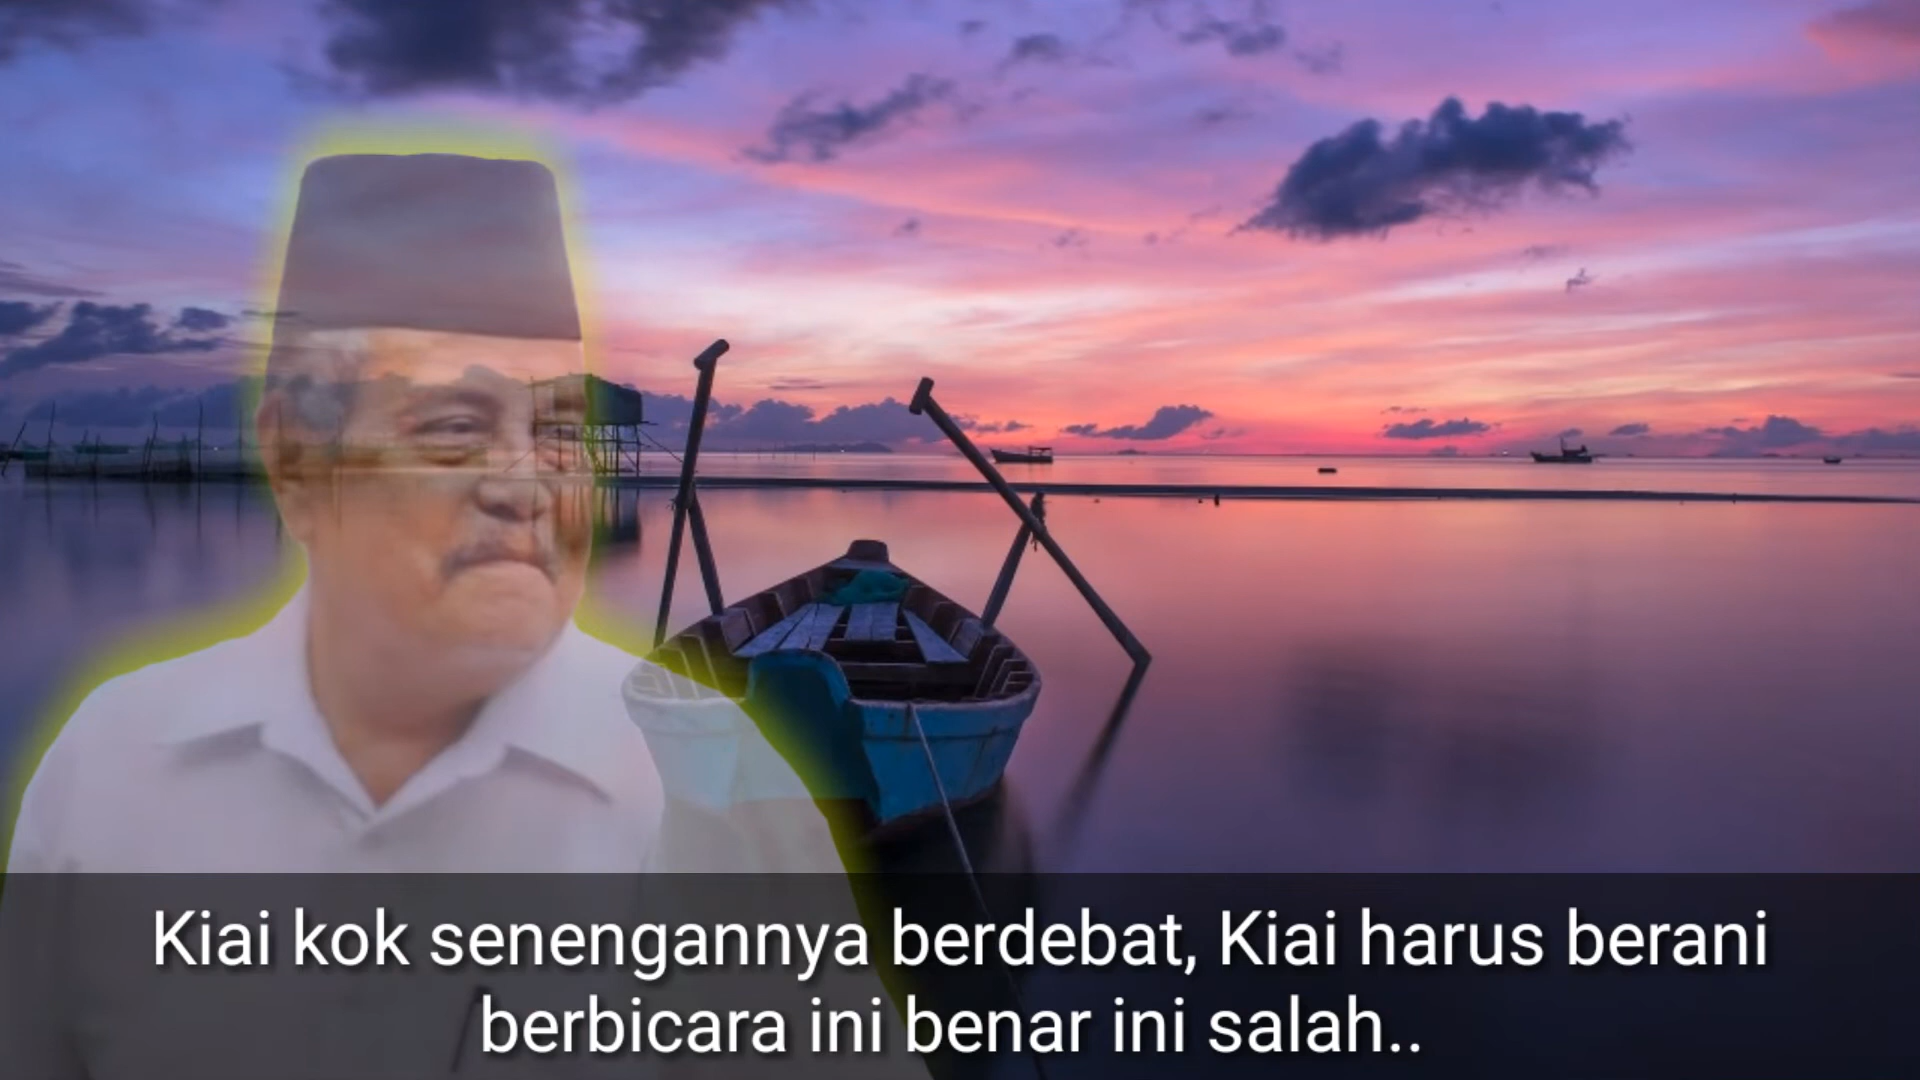 Kiai kok senengannya berdebat, Kiai harus berani
berbicara ini benar ini salah..